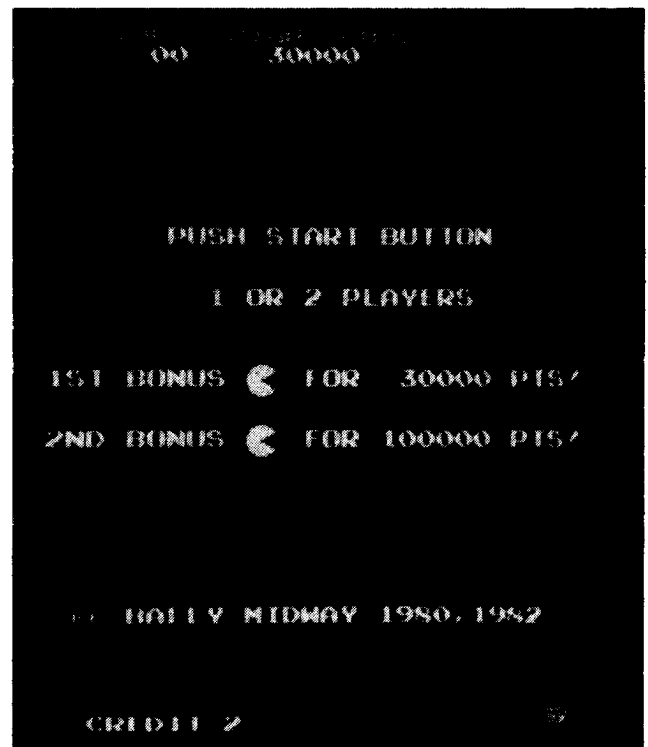 00 30000
PUSH START BUTTON
1 OR 2 PLAYERS
1ST BONUS FOR 30000 PTS/
2ND BONUS FOR 100000 PTS/
BALLY MIDWAY 1980,1982
CREDIT 2